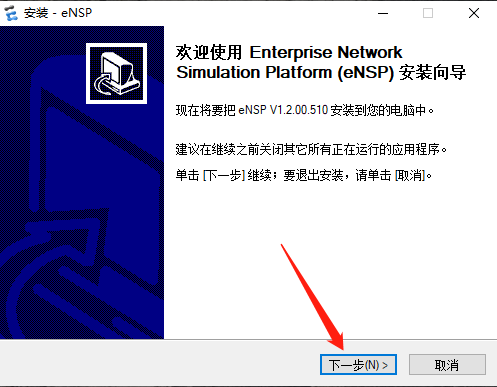 安装 - eNSP
欢迎使用 Enterprise Network
Simulation Platform (eNSP) 安装向导
现在将要把 eNSP V1.2.00.510 安装到您的电脑中。
建议在继续之前关闭其它所有正在运行的应用程序。
单击 [下一步] 继续；要退出安装，请单击 [取消]。
下一步(N) >
取消